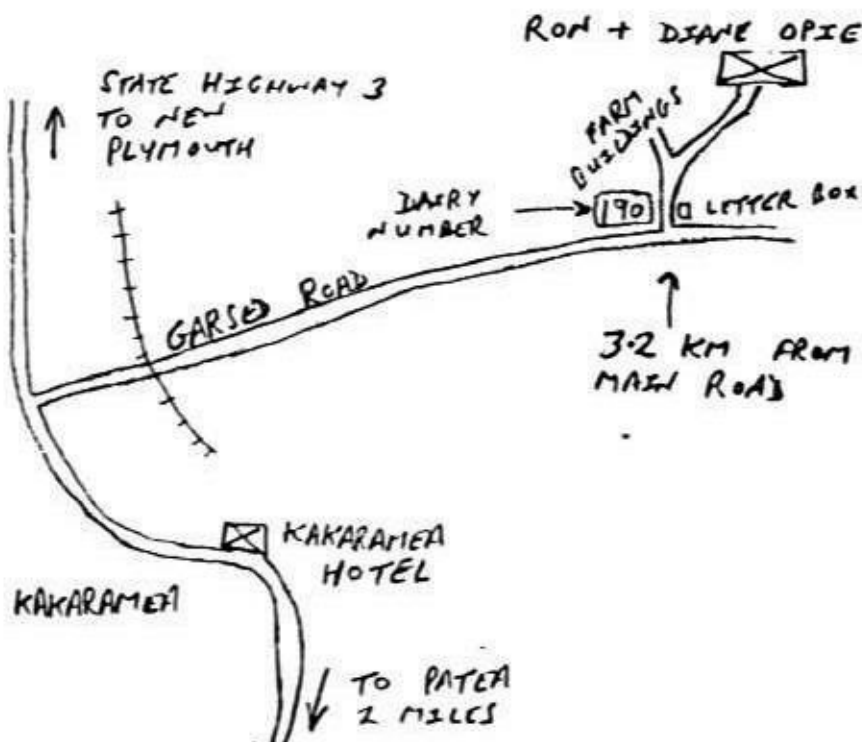 RON + DIANE OPIE
STATE HIGHWAY 3
TO NEW
PLYMOUTH
FARM
BUILDINGS
DAIRY
NUMBER
190
LETTER BOX
GARSED ROAD
3.2 KM FROM
MAIN ROAD
KAKARAMEA
HOTEL
KAKARAMEA
TO PATEA
2 MILES